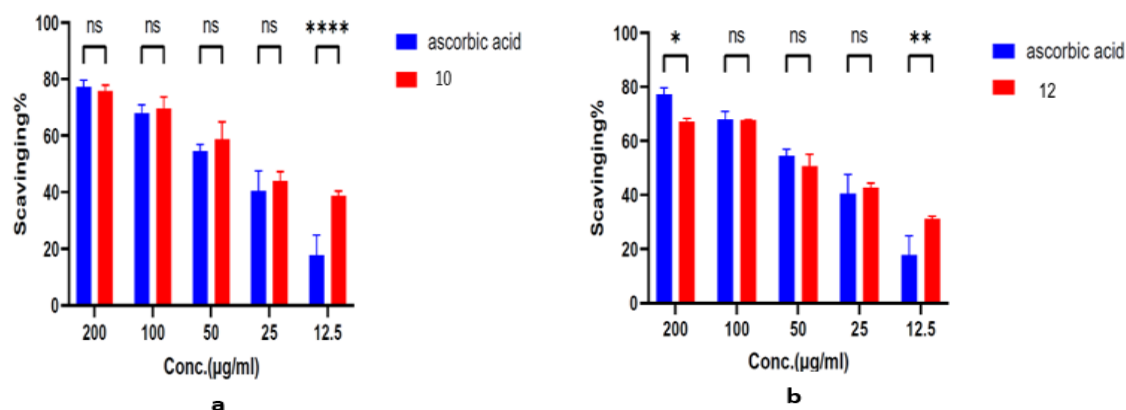 100
80
60
40
20
0
Scavinging%
ns ns ns ns ****
ascorbic acid
10
200 100 50 25 12.5
Conc.(µg/ml)
a
100
80
60
40
20
0
Scavinging%
* ns ns ns **
ascorbic acid
12
200 100 50 25 12.5
Conc.(µg/ml)
b